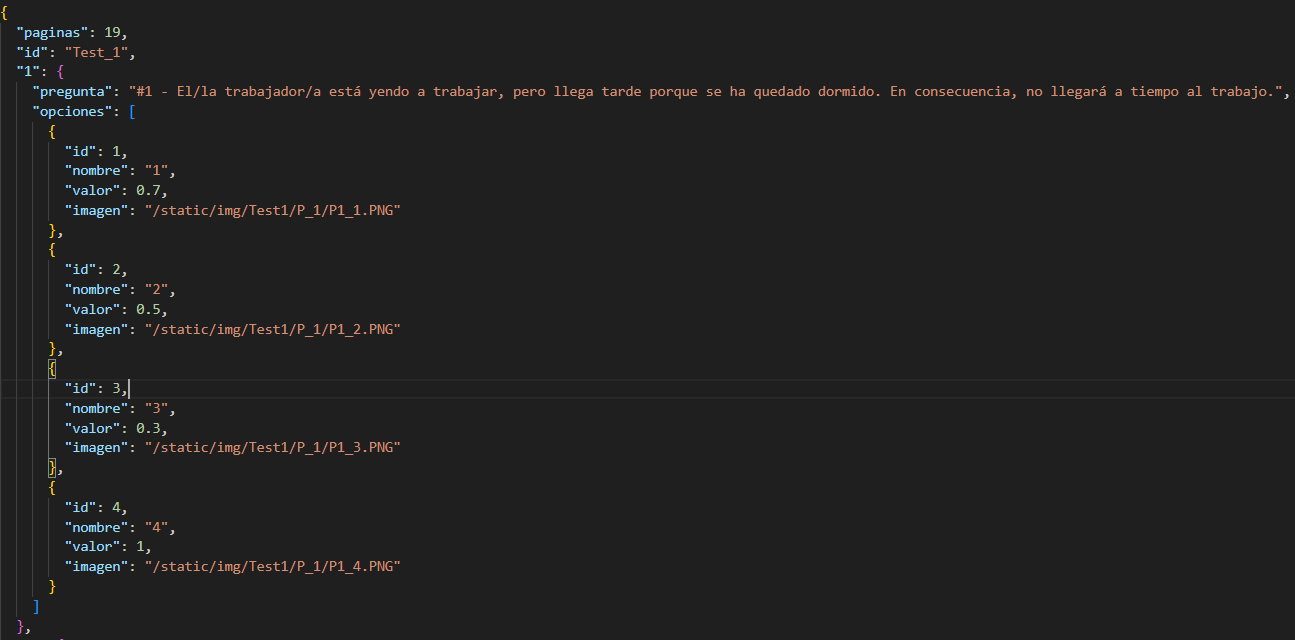 {
"paginas": 19,
"id": "Test_1",
"1": {
"pregunta": "#1 - El/la trabajador/a está yendo a trabajar, pero llega tarde porque se ha quedado dormido. En consecuencia, no llegará a tiempo al trabajo.",
"opciones": [
{
"id": 1,
"nombre": "1",
"valor": 0.7,
"imagen": "/static/img/Test1/P_1/P1_1.PNG"
},
{
"id": 2,
"nombre": "2",
"valor": 0.5,
"imagen": "/static/img/Test1/P_1/P1_2.PNG"
},
{
"id": 3,
"nombre": "3",
"valor": 0.3,
"imagen": "/static/img/Test1/P_1/P1_3.PNG"
},
{
"id": 4,
"nombre": "4",
"valor": 1,
"imagen": "/static/img/Test1/P_1/P1_4.PNG"
}
]
},